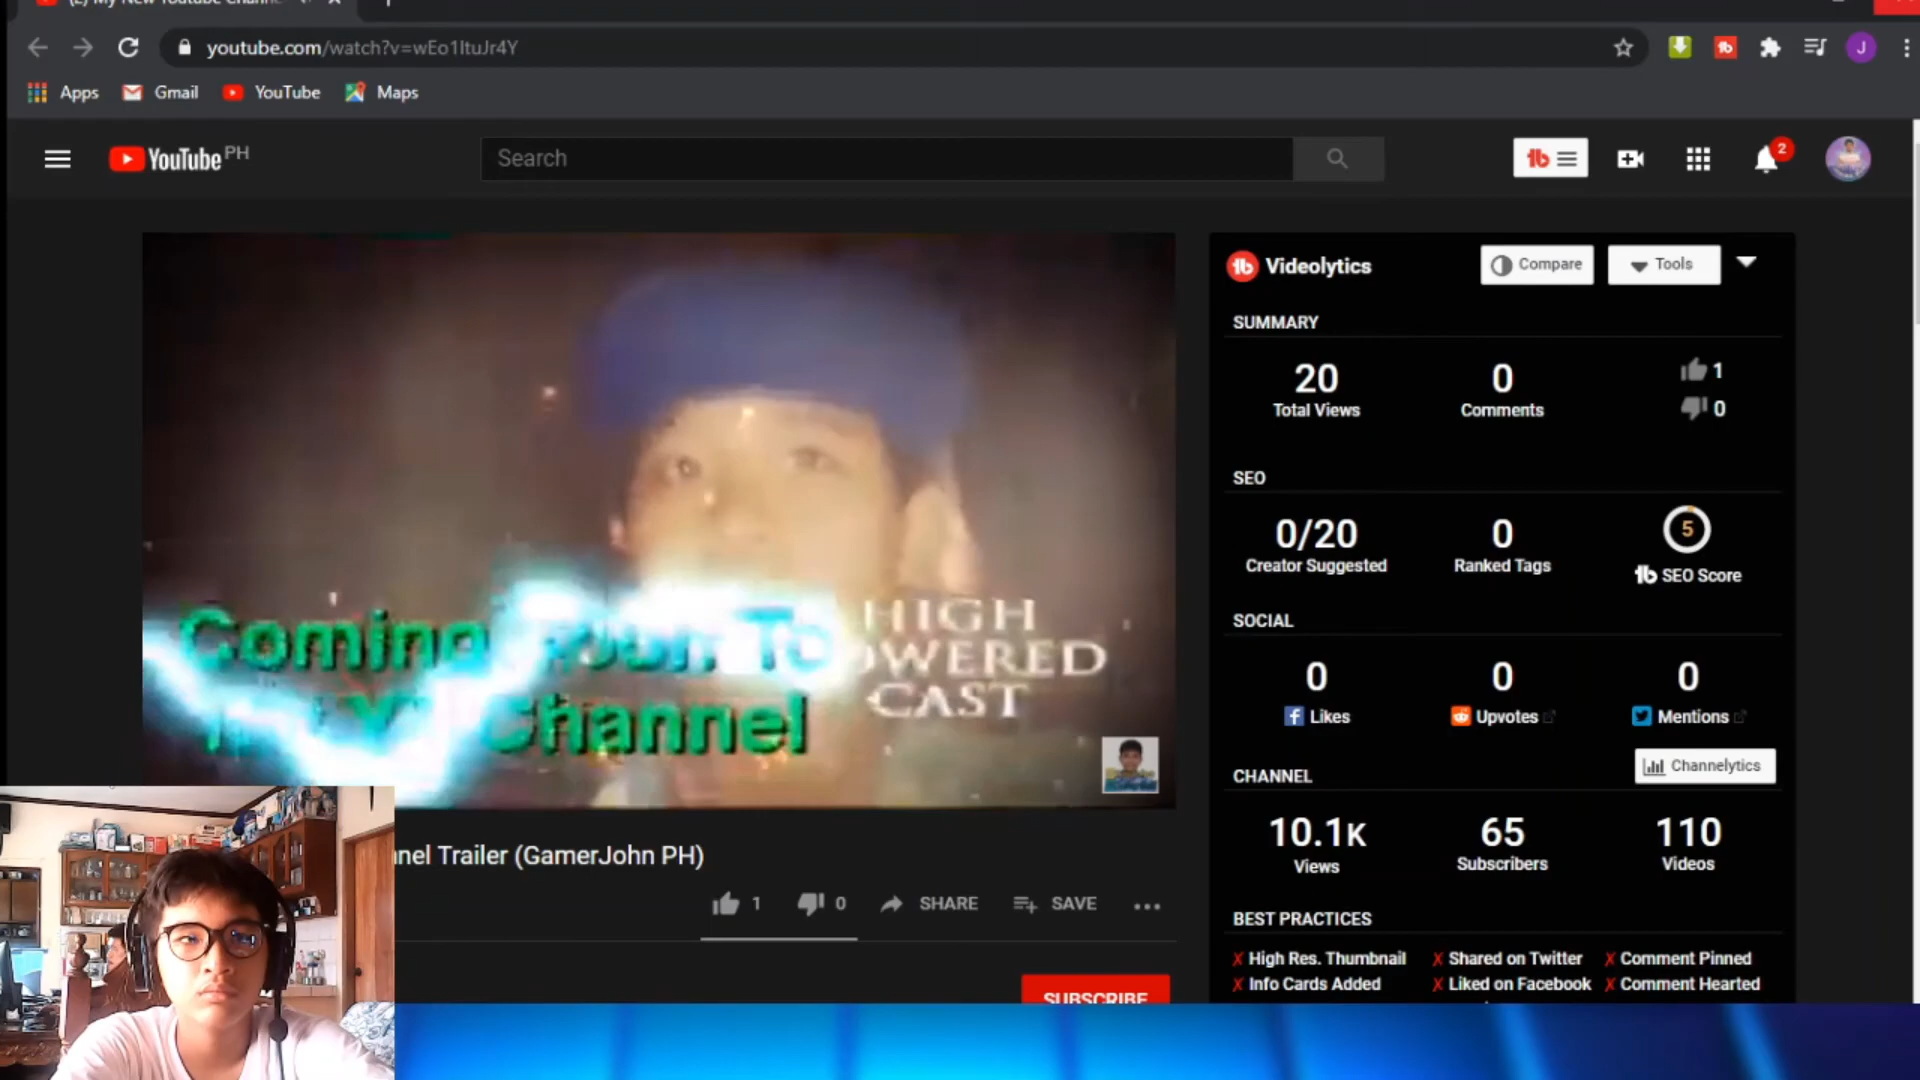 youtube.com/watch?v=wEo1ltuJr4Y
J
Apps
Gmail
YouTube
Maps
YouTube PH
Search
2
Videolytics
Compare
Tools
SUMMARY
20
0
1
0
Total Views
Comments
SEO
0/20
0
5
Creator Suggested
Ranked Tags
SEO Score
SOCIAL
0
0
0
Likes
Upvotes
Mentions
CHANNEL
Channelytics
10.1K
65
110
Views
Subscribers
Videos
BEST PRACTICES
High Res. Thumbnail
Shared on Twitter
Comment Pinned
Info Cards Added
Liked on Facebook
Comment Hearted
Coming Soon To
Channel
HIGH
POWERED
CAST
Trailer (GamerJohn PH)
1
0
SHARE
SAVE
SUBSCRIBE